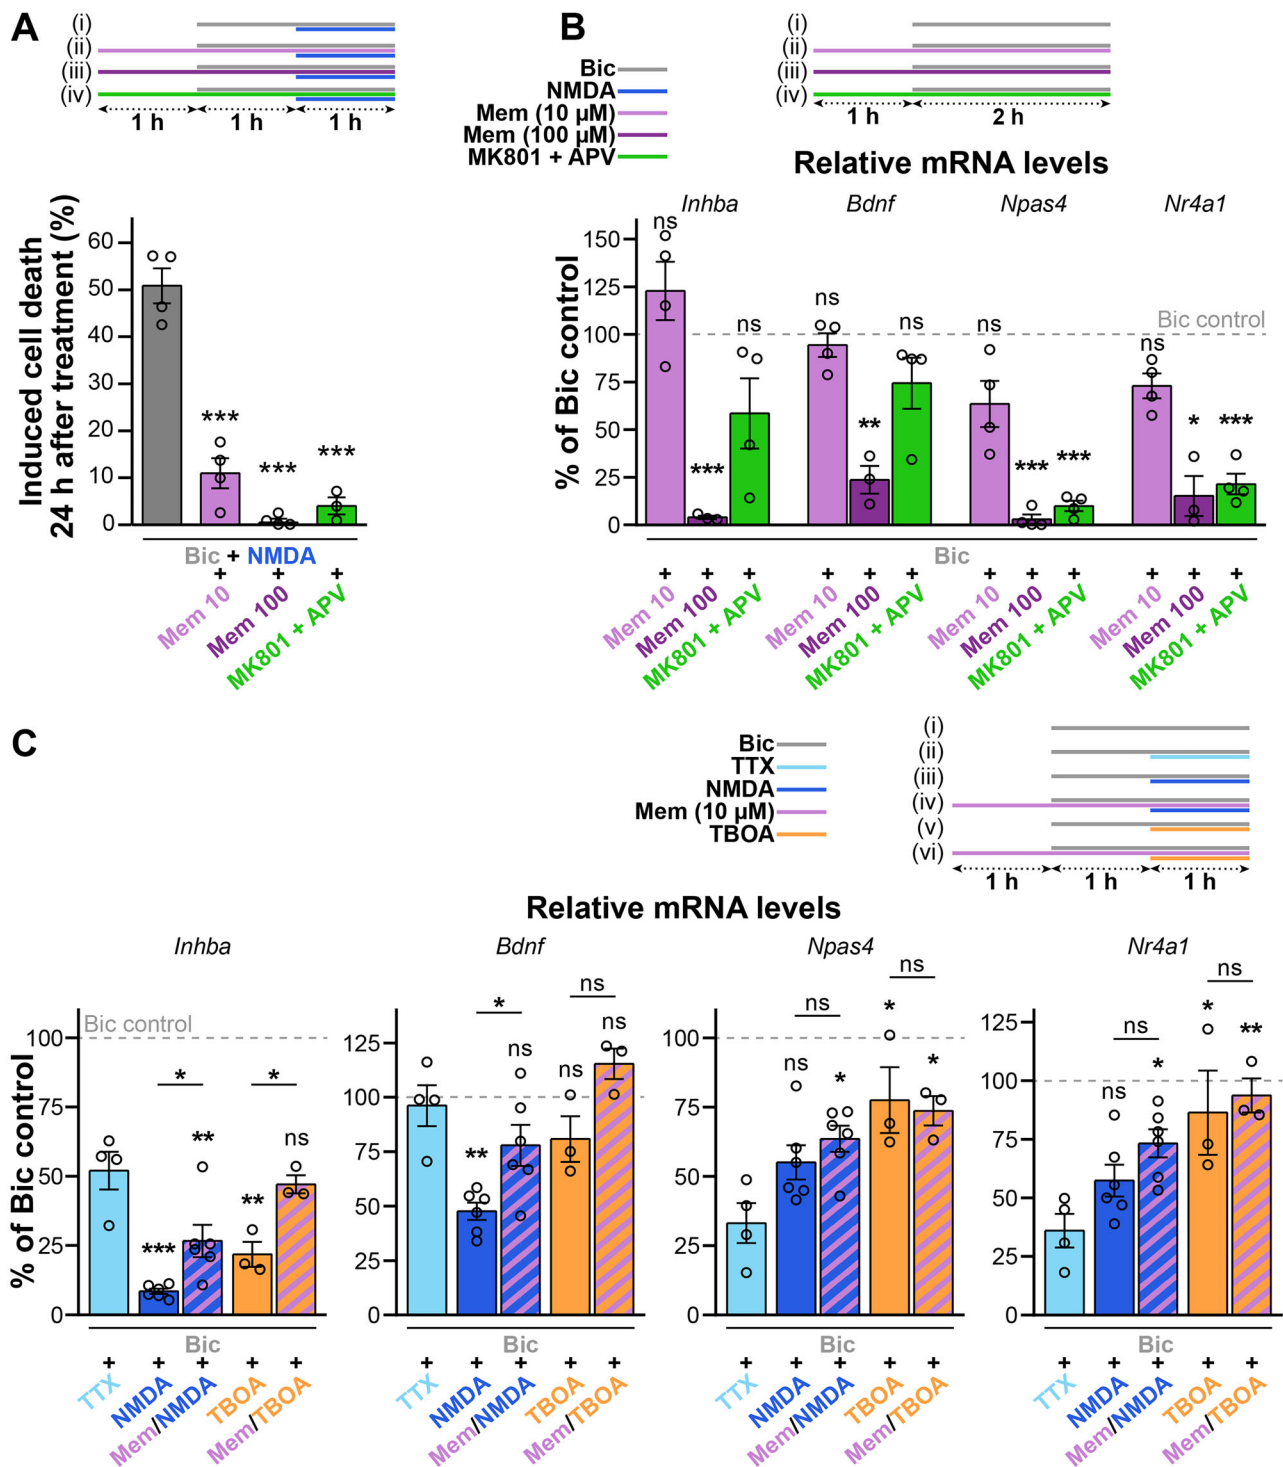 A
(i)
(ii)
(iii)
(iv)
1 h 1 h 1 h
Induced cell death
24 h after treatment (%)
60
50
40
30
20
10
0
***
***
***
Bic + NMDA
+ + +
Mem 10
Mem 100
MK801 + APV
B
Bic
NMDA
Mem (10 µM)
Mem (100 µM)
MK801 + APV
(i)
(ii)
(iii)
(iv)
1 h 2 h
Relative mRNA levels
Inhba Bdnf Npas4 Nr4a1
% of Bic control
150
125
100
75
50
25
0
Bic control
ns *** ns
ns ** ns
ns *** ***
ns * ***
Bic
+ + + + + + + + + + + +
Mem 10
Mem 100
MK801 + APV
Mem 10
Mem 100
MK801 + APV
Mem 10
Mem 100
MK801 + APV
Mem 10
Mem 100
MK801 + APV
C
Bic
TTX
NMDA
Mem (10 µM)
TBOA
(i)
(ii)
(iii)
(iv)
(v)
(vi)
1 h 1 h 1 h
Relative mRNA levels
Inhba
% of Bic control
100
75
50
25
0
Bic control
* *
*** ** ** ns
Bic
+ + + + +
TTX
NMDA
Mem/NMDA
TBOA
Mem/TBOA
Bdnf
125
100
75
50
25
0
* ns
** ns ns ns
Bic
+ + + + +
TTX
NMDA
Mem/NMDA
TBOA
Mem/TBOA
Npas4
100
75
50
25
0
ns ns
ns * * *
Bic
+ + + + +
TTX
NMDA
Mem/NMDA
TBOA
Mem/TBOA
Nr4a1
125
100
75
50
25
0
ns ns
ns * * **
Bic
+ + + + +
TTX
NMDA
Mem/NMDA
TBOA
Mem/TBOA